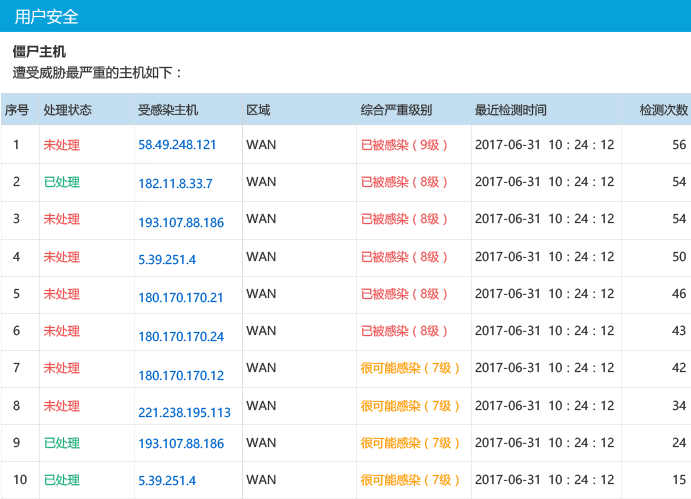 用户安全
僵尸主机
遭受威胁最严重的主机如下：
序号 处理状态 受感染主机 区域 综合严重级别 最近检测时间 检测次数
1 未处理 58.49.248.121 WAN 已被感染（9级） 2017-06-31 10：24：12 56
2 已处理 182.11.8.33.7 WAN 已被感染（8级） 2017-06-31 10：24：12 54
3 未处理 193.107.88.186 WAN 已被感染（8级） 2017-06-31 10：24：12 54
4 未处理 5.39.251.4 WAN 已被感染（8级） 2017-06-31 10：24：12 50
5 未处理 180.170.170.21 WAN 已被感染（8级） 2017-06-31 10：24：12 46
6 未处理 180.170.170.24 WAN 已被感染（8级） 2017-06-31 10：24：12 43
7 未处理 180.170.170.12 WAN 很可能感染（7级） 2017-06-31 10：24：12 42
8 未处理 221.238.195.113 WAN 很可能感染（7级） 2017-06-31 10：24：12 34
9 已处理 193.107.88.186 WAN 很可能感染（7级） 2017-06-31 10：24：12 24
10 已处理 5.39.251.4 WAN 很可能感染（7级） 2017-06-31 10：24：12 15